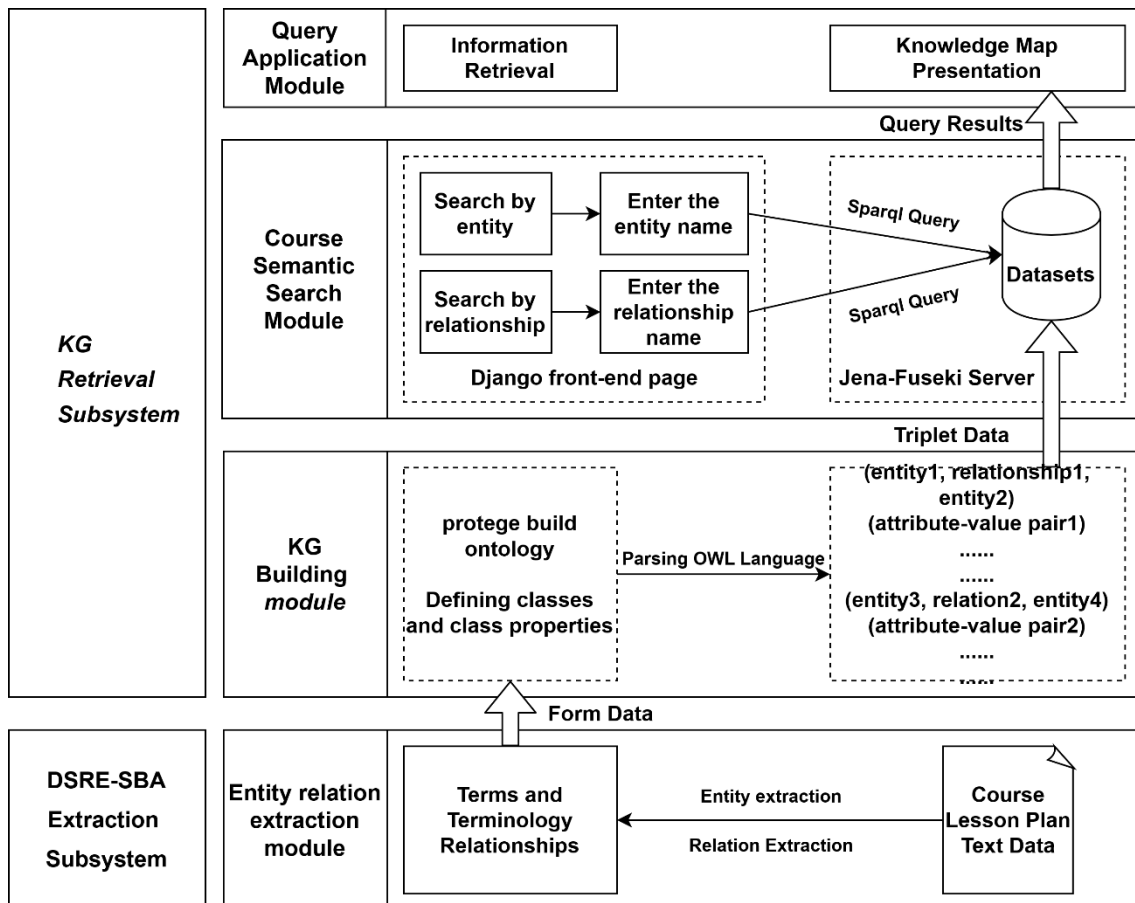 Query
Application
Module
Information
Retrieval
Knowledge Map
Presentation
Query Results
KG
Retrieval
Subsystem
Course
Semantic
Search
Module
Search by
entity
Enter the
entity name
Search by
relationship
Enter the
relationship
name
Django front-end page
Sparql Query
Sparql Query
Datasets
Jena-Fuseki Server
Triplet Data
KG
Building
module
protege build
ontology
Defining classes
and class properties
Parsing OWL Language
(entity1, relationship1,
entity2)
(attribute-value pair1)
......
......
(entity3, relation2, entity4)
(attribute-value pair2)
......
.....
Form Data
DSRE-SBA
Extraction
Subsystem
Entity relation
extraction
module
Terms and
Terminology
Relationships
Entity extraction
Relation Extraction
Course
Lesson Plan
Text Data